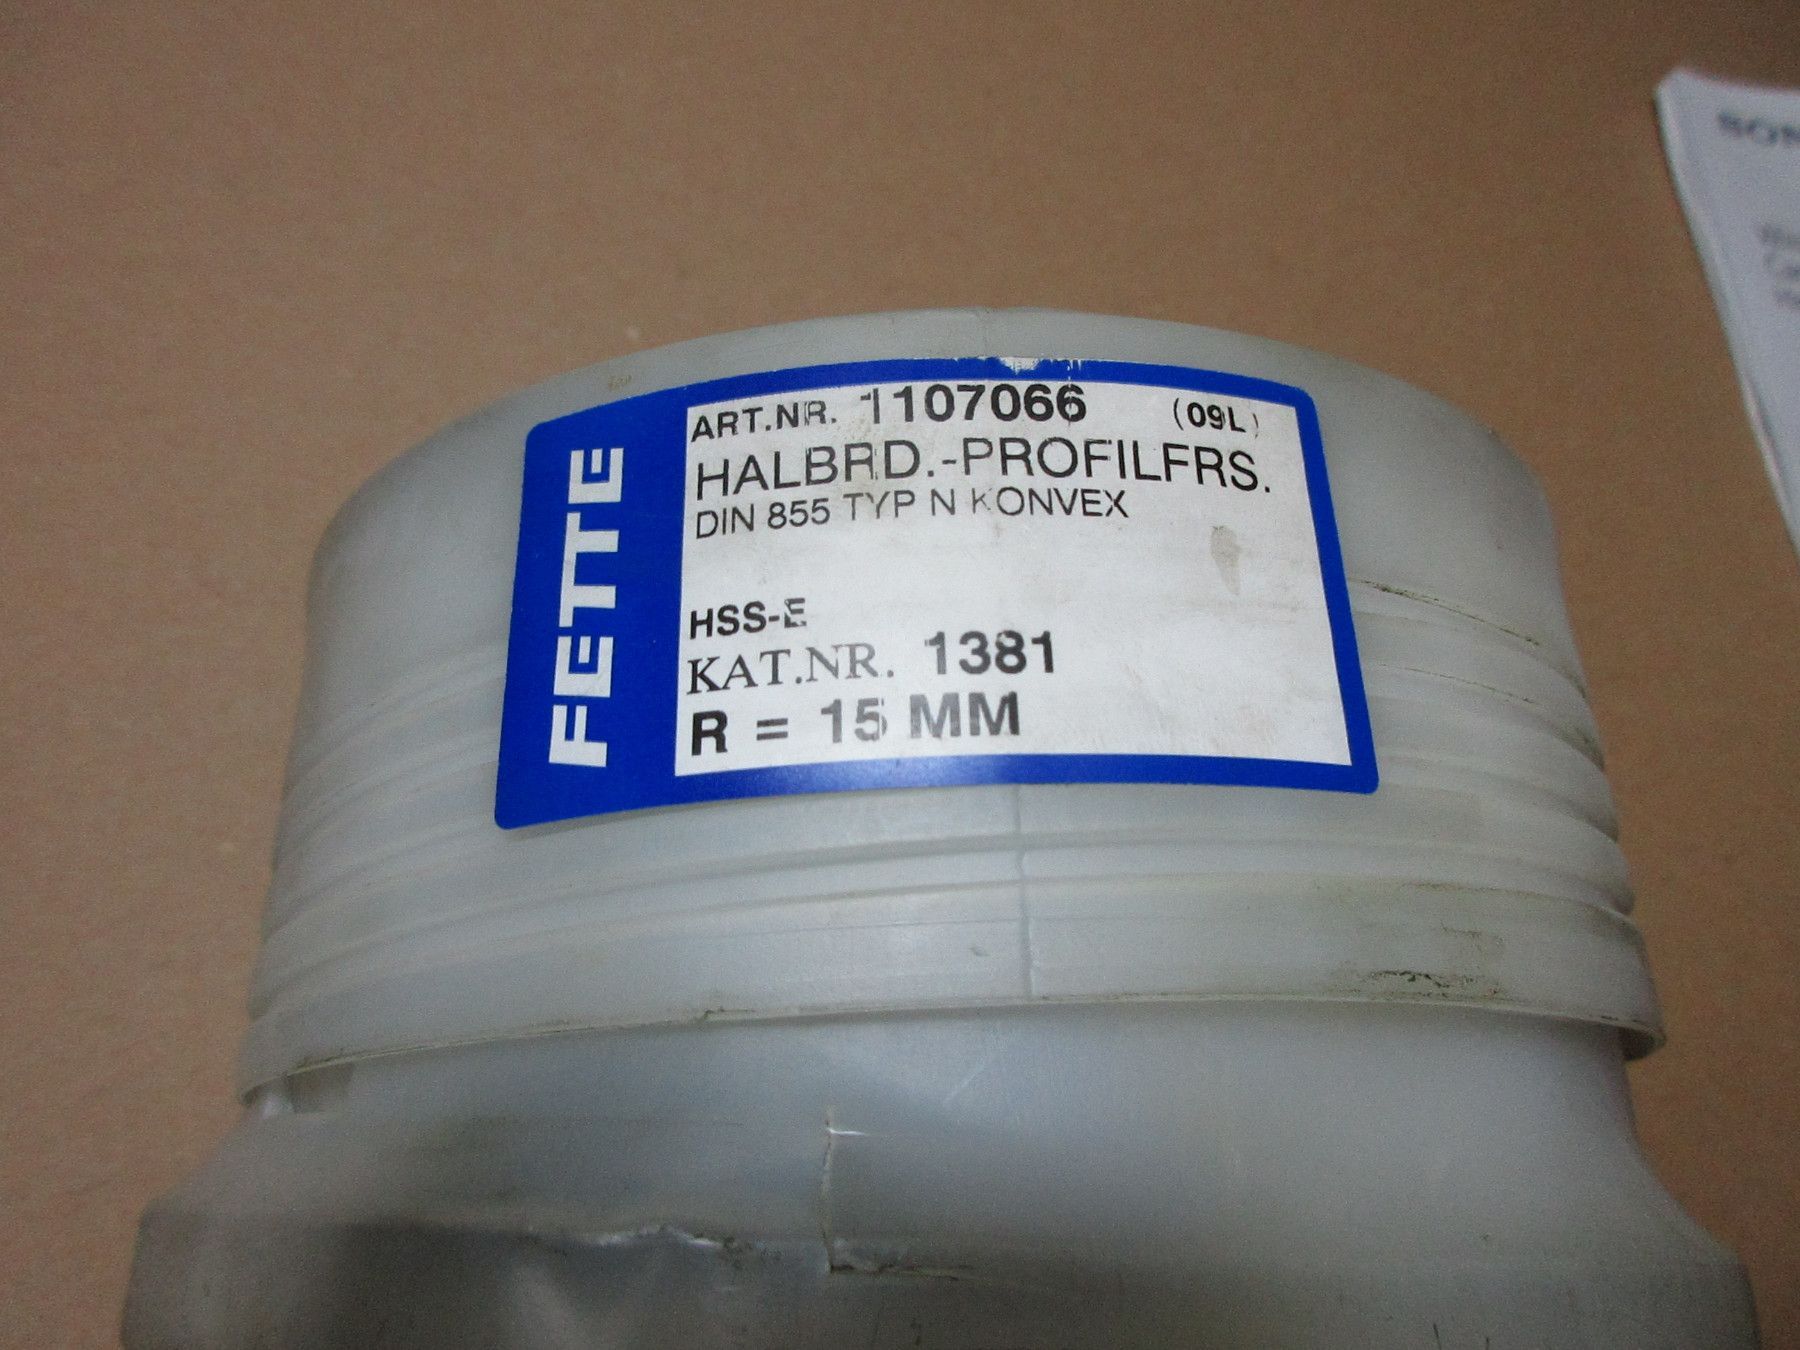 FETTE
ART.NR. 1107066 (09L)
HALBRD.-PROFILFRS.
DIN 855 TYP N KONVEX
HSS-E
KAT.NR. 1381
R = 15 MM